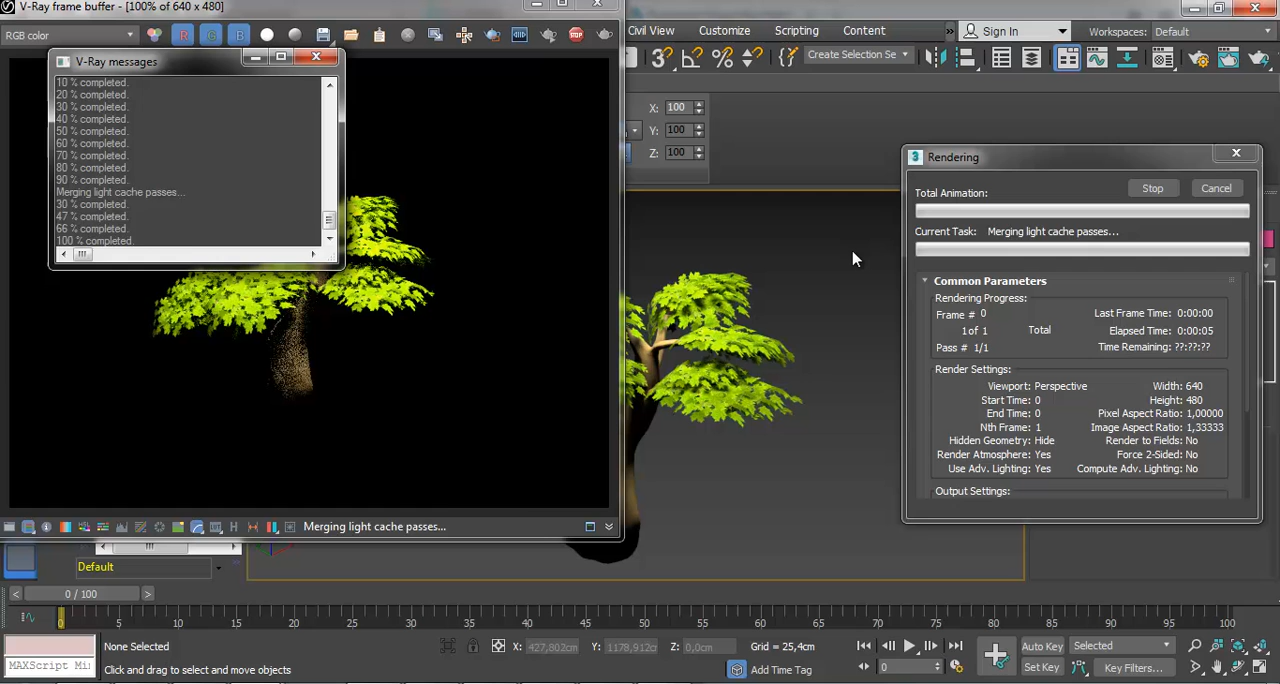 V-Ray frame buffer - [100% of 640 x 480]
RGB color
V-Ray messages
10 % completed.
20 % completed.
30 % completed.
40 % completed.
50 % completed.
60 % completed.
70 % completed.
80 % completed.
90 % completed.
Merging light cache passes...
30 % completed.
47 % completed.
66 % completed.
100 % completed.
Merging light cache passes...
Civil View Customize Scripting Content » Sign In Workspaces: Default
Create Selection Se
X: 100
Y: 100
Z: 100
3 Rendering
Total Animation: Stop Cancel
Current Task: Merging light cache passes...
Common Parameters
Rendering Progress:
Frame # 0 Last Frame Time: 0:00:00
1 of 1 Total Elapsed Time: 0:00:05
Pass # 1/1 Time Remaining: ??:??:??
Render Settings:
Viewport: Perspective Width: 640
Start Time: 0 Height: 480
End Time: 0 Pixel Aspect Ratio: 1,00000
Nth Frame: 1 Image Aspect Ratio: 1,33333
Hidden Geometry: Hide Render to Fields: No
Render Atmosphere: Yes Force 2-Sided: No
Use Adv. Lighting: Yes Compute Adv. Lighting: No
Output Settings:
Default
< 0 / 100 >
0 5 10 15 20 25 30 35 40 45 50 55 60 65 70 75 80 85 90 95 100
None Selected X: 427,802cm Y: 1178,912c Z: 0,0cm Grid = 25,4cm Auto Key Selected
MAXScript Mi Click and drag to select and move objects Add Time Tag 0 Set Key Key Filters...